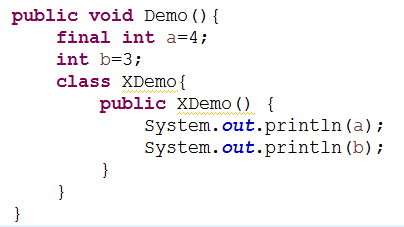 public void Demo(){
    final int a=4;
    int b=3;
    class XDemo{
        public XDemo() {
            System.out.println(a);
            System.out.println(b);
        }
    }
}